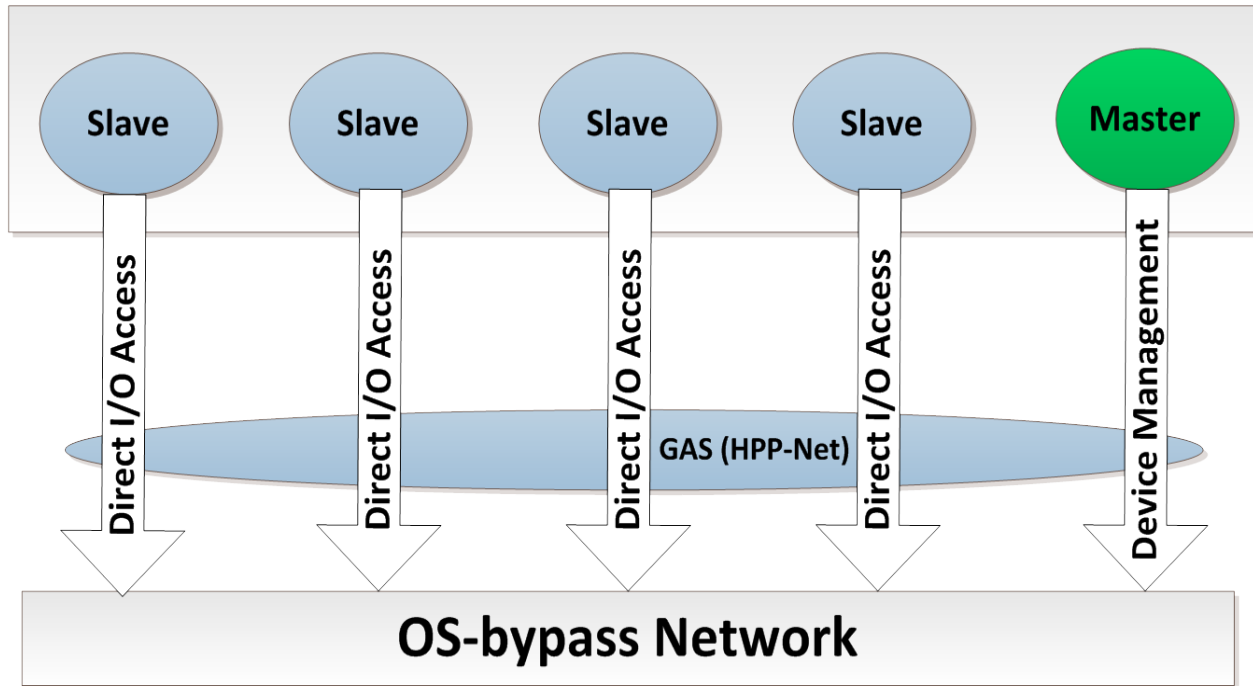 Slave
Slave
Slave
Slave
Master
Direct I/O Access
Direct I/O Access
Direct I/O Access
Direct I/O Access
Device Management
GAS (HPP-Net)
OS-bypass Network